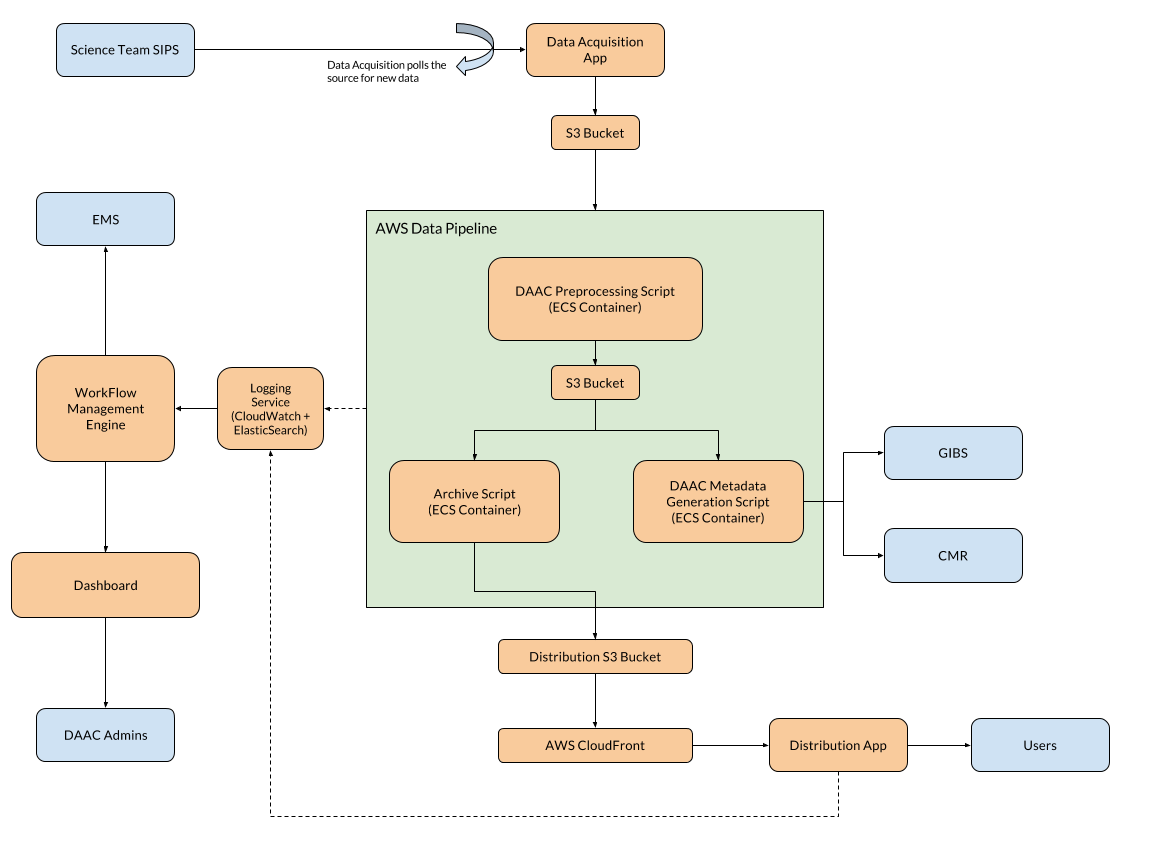 Science Team SIPS
Data Acquisition polls the
source for new data
Data Acquisition
App
S3 Bucket
EMS
AWS Data Pipeline
DAAC Preprocessing Script
(ECS Container)
S3 Bucket
WorkFlow
Management
Engine
Logging
Service
(CloudWatch +
ElasticSearch)
Archive Script
(ECS Container)
DAAC Metadata
Generation Script
(ECS Container)
GIBS
CMR
Dashboard
Distribution S3 Bucket
DAAC Admins
AWS CloudFront
Distribution App
Users